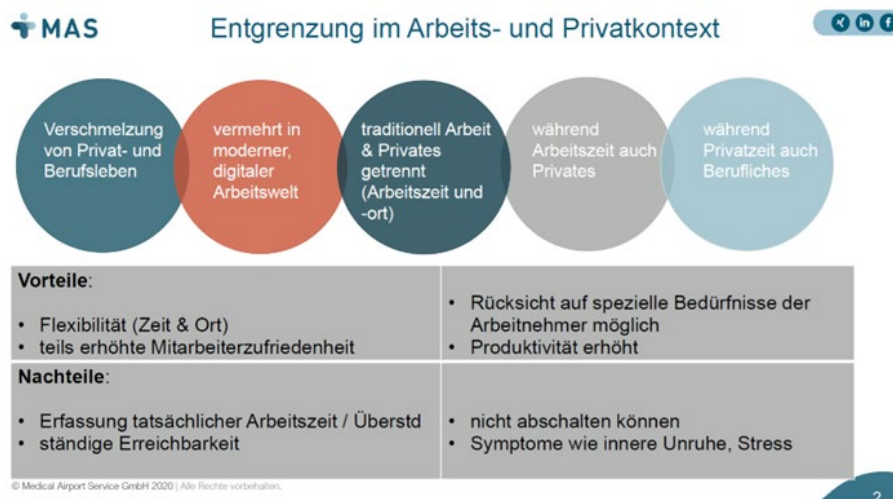 MAS
Entgrenzung im Arbeits- und Privatkontext
in
f
Verschmelzung
von Privat- und
Berufsleben
vermehrt in
moderner,
digitaler
Arbeitswelt
traditionell Arbeit
& Privates
getrennt
(Arbeitszeit und
-ort)
während
Arbeitszeit auch
Privates
während
Privatzeit auch
Berufliches
Vorteile:
• Flexibilität (Zeit & Ort)
• teils erhöhte Mitarbeiterzufriedenheit
• Rücksicht auf spezielle Bedürfnisse der
Arbeitnehmer möglich
• Produktivität erhöht
Nachteile:
• Erfassung tatsächlicher Arbeitszeit / Überstd
• ständige Erreichbarkeit
• nicht abschalten können
• Symptome wie innere Unruhe, Stress
© Medical Airport Service GmbH 2020 | Alle Rechte vorbehalten.
2